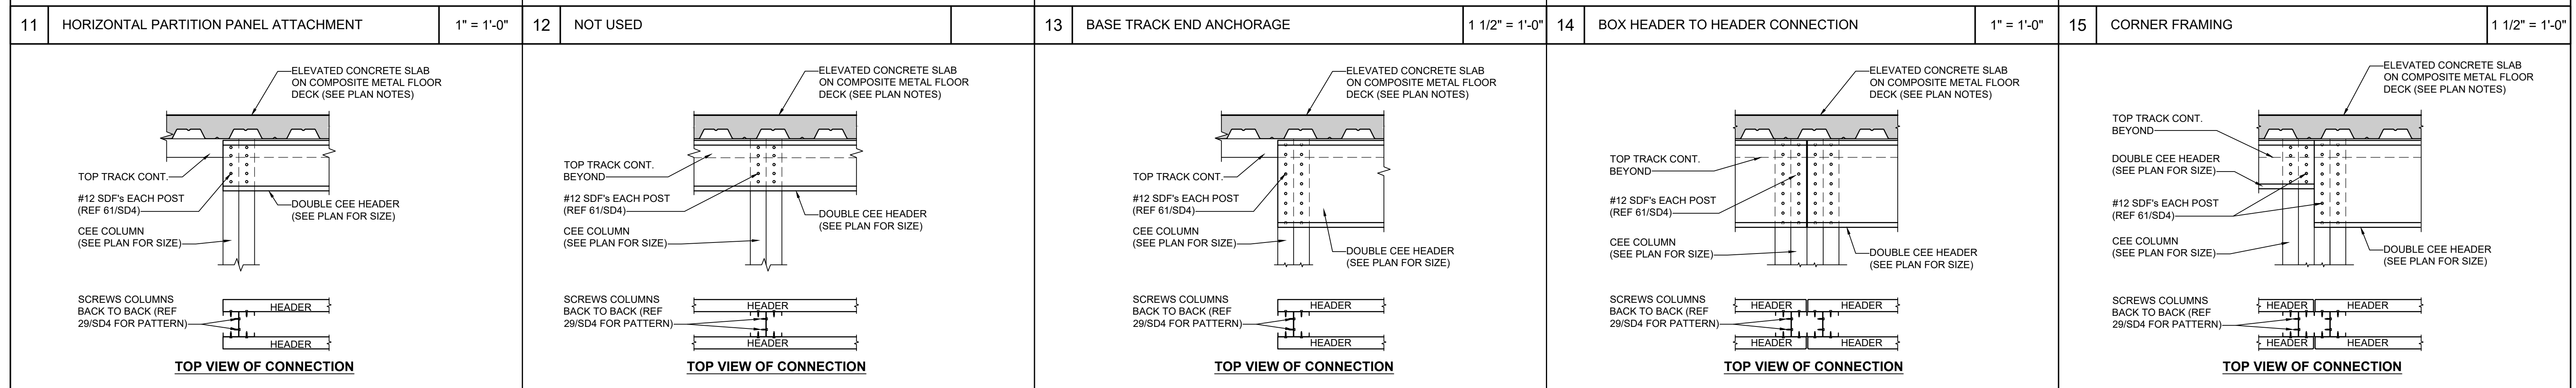 11 HORIZONTAL PARTITION PANEL ATTACHMENT 1" = 1'-0"
12 NOT USED
13 BASE TRACK END ANCHORAGE 1 1/2" = 1'-0"
14 BOX HEADER TO HEADER CONNECTION 1" = 1'-0"
15 CORNER FRAMING 1 1/2" = 1'-0"
ELEVATED CONCRETE SLAB
ON COMPOSITE METAL FLOOR
DECK (SEE PLAN NOTES)
TOP TRACK CONT.
#12 SDF's EACH POST
(REF 61/SD4)
DOUBLE CEE HEADER
(SEE PLAN FOR SIZE)
CEE COLUMN
(SEE PLAN FOR SIZE)
SCREWS COLUMNS
BACK TO BACK (REF
29/SD4 FOR PATTERN)
HEADER
HEADER
TOP VIEW OF CONNECTION
ELEVATED CONCRETE SLAB
ON COMPOSITE METAL FLOOR
DECK (SEE PLAN NOTES)
TOP TRACK CONT.
BEYOND
#12 SDF's EACH POST
(REF 61/SD4)
DOUBLE CEE HEADER
(SEE PLAN FOR SIZE)
CEE COLUMN
(SEE PLAN FOR SIZE)
SCREWS COLUMNS
BACK TO BACK (REF
29/SD4 FOR PATTERN)
HEADER
HEADER
TOP VIEW OF CONNECTION
ELEVATED CONCRETE SLAB
ON COMPOSITE METAL FLOOR
DECK (SEE PLAN NOTES)
TOP TRACK CONT.
#12 SDF's EACH POST
(REF 61/SD4)
CEE COLUMN
(SEE PLAN FOR SIZE)
DOUBLE CEE HEADER
(SEE PLAN FOR SIZE)
SCREWS COLUMNS
BACK TO BACK (REF
29/SD4 FOR PATTERN)
HEADER
HEADER
TOP VIEW OF CONNECTION
ELEVATED CONCRETE SLAB
ON COMPOSITE METAL FLOOR
DECK (SEE PLAN NOTES)
TOP TRACK CONT.
BEYOND
#12 SDF's EACH POST
(REF 61/SD4)
CEE COLUMN
(SEE PLAN FOR SIZE)
DOUBLE CEE HEADER
(SEE PLAN FOR SIZE)
SCREWS COLUMNS
BACK TO BACK (REF
29/SD4 FOR PATTERN)
HEADER HEADER
HEADER HEADER
TOP VIEW OF CONNECTION
ELEVATED CONCRETE SLAB
ON COMPOSITE METAL FLOOR
DECK (SEE PLAN NOTES)
TOP TRACK CONT.
BEYOND
DOUBLE CEE HEADER
(SEE PLAN FOR SIZE)
#12 SDF's EACH POST
(REF 61/SD4)
CEE COLUMN
(SEE PLAN FOR SIZE)
DOUBLE CEE HEADER
(SEE PLAN FOR SIZE)
SCREWS COLUMNS
BACK TO BACK (REF
29/SD4 FOR PATTERN)
HEADER HEADER
HEADER HEADER
TOP VIEW OF CONNECTION